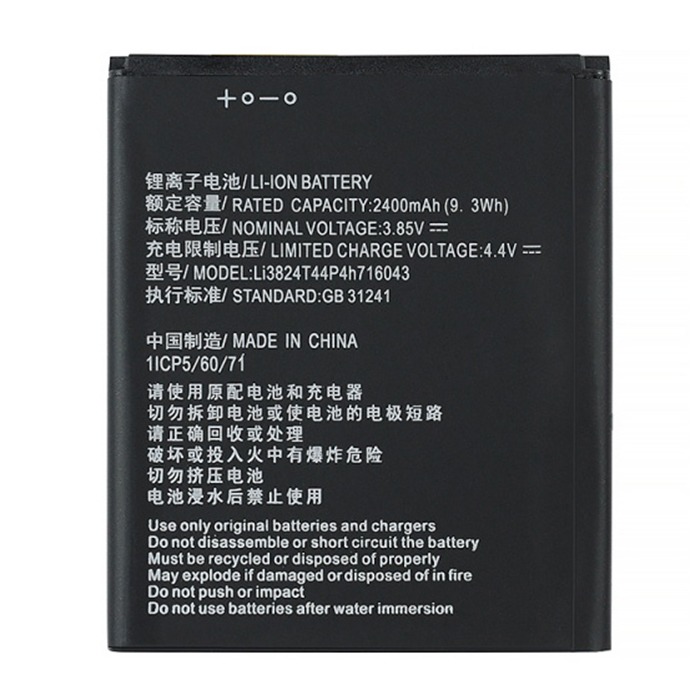 +o-o
锂离子电池/LI-ION BATTERY
额定容量/ RATED CAPACITY:2400mAh (9. 3Wh)
标称电压/ NOMINAL VOLTAGE:3.85V ⎓
充电限制电压/ LIMITED CHARGE VOLTAGE:4.4V ⎓
型号/ MODEL:Li3824T44P4h716043
执行标准/ STANDARD:GB 31241
中国制造/ MADE IN CHINA
1ICP5/60/71
请使用原配电池和充电器
切勿拆卸电池或使电池的电极短路
请正确回收或处理
破坏或投入火中有爆炸危险
切勿挤压电池
电池浸水后禁止使用
Use only original batteries and chargers
Do not disassemble or short circuit the battery
Must be recycled or disposed of properly
May explode if damaged or disposed of in fire
Do not push or impact
Do not use batteries after water immersion